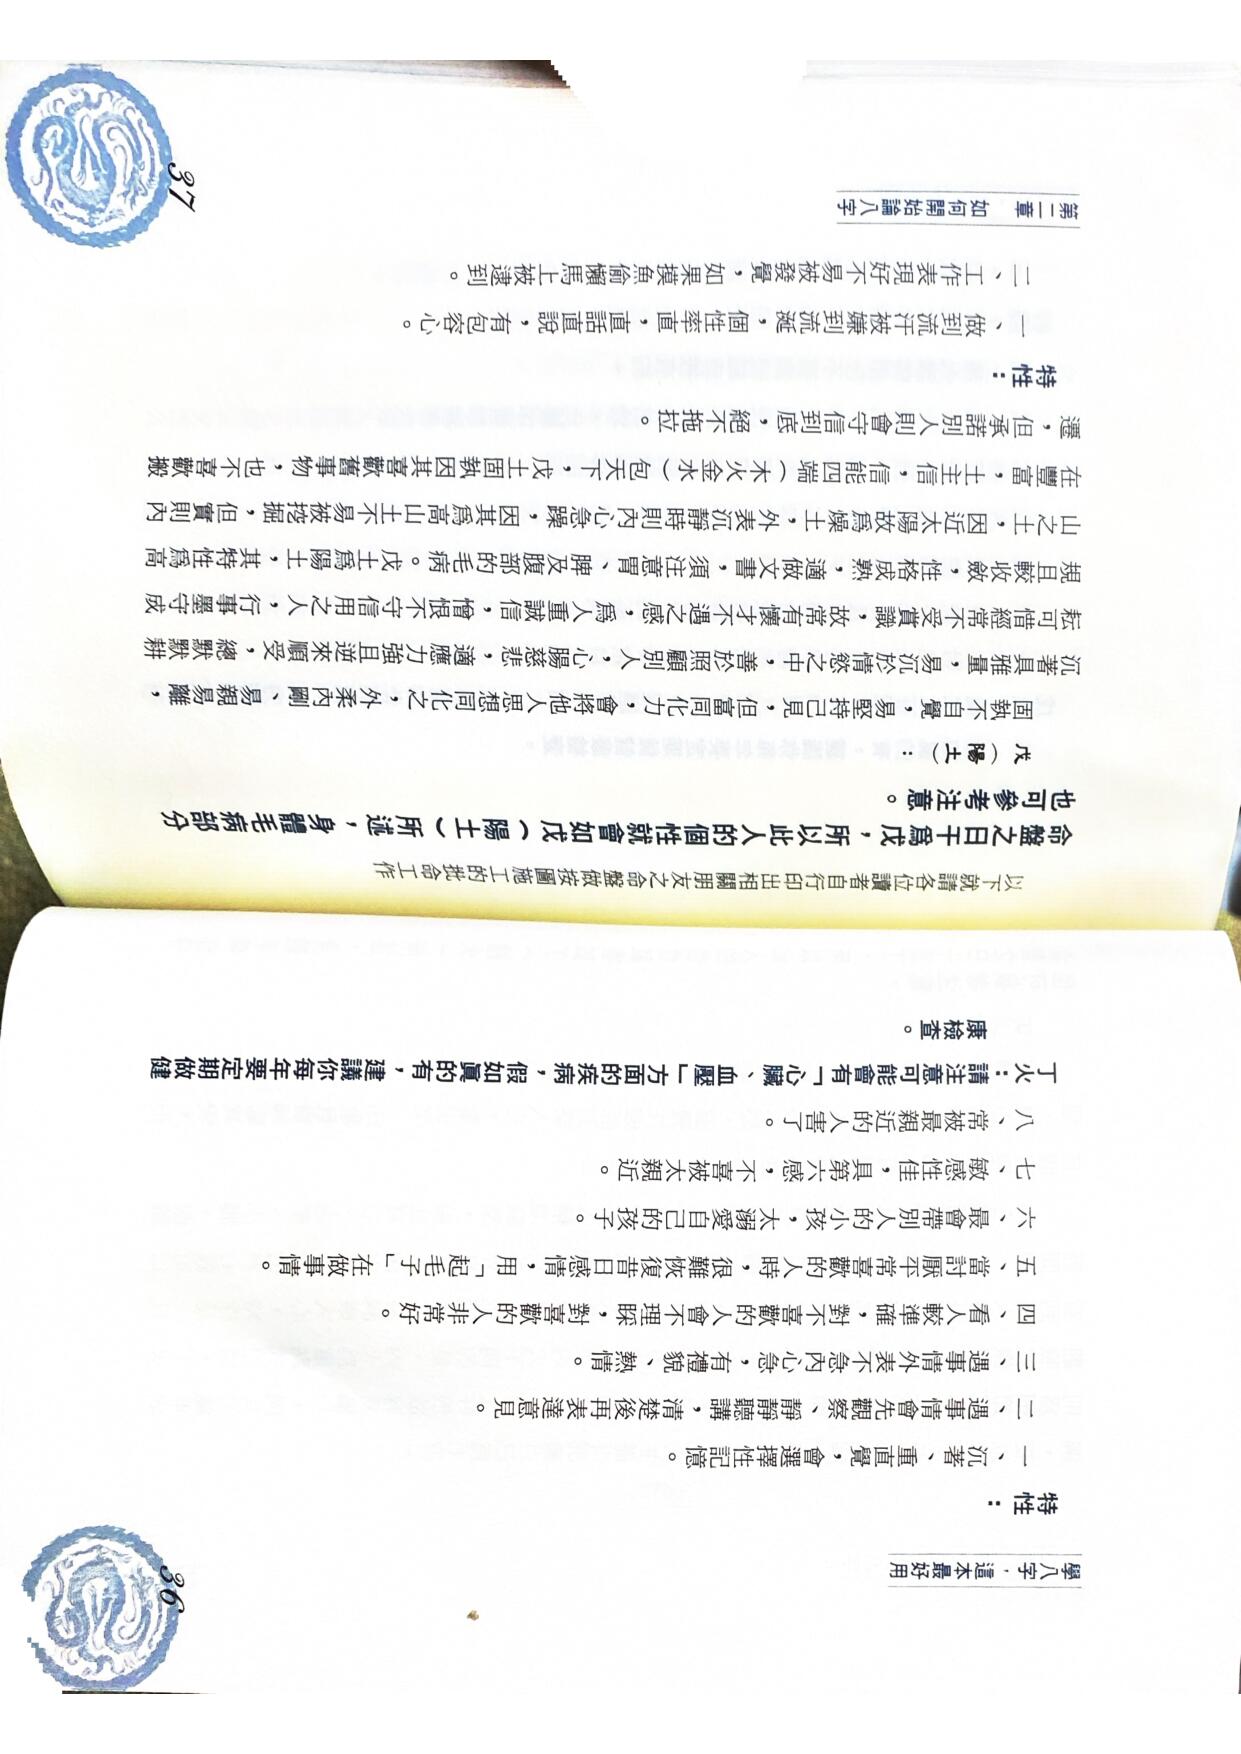 學八字，這本最好用
特性：
一、沉著、重直覺，會選擇性記憶。
二、遇事情會先觀察、靜靜聽講，清楚後再表達意見。
三、遇事情外表不急內心急，有禮貌、熱情。
四、看人較準確，對不喜歡的人會不理睬，對喜歡的人非常好。
五、當討厭平常喜歡的人時，很難恢復昔日感情，用「起毛子」在做事情。
六、最會帶別人的小孩，太溺愛自己的孩子。
七、敏感性佳，具第六感，不喜被太親近。
八、常被最親近的人害了。
丁火：請注意可能會有「心臟、血壓」方面的疾病，假如眞的有，建議你每年要定期做健
康檢查。
36
以下就請各位讀者自行印出相關朋友之命盤做按圖施工的批命工作
命盤之日干爲戊，所以此人的個性就會如戊（陽土）所述，身體毛病部分
也可參考注意。
戊（陽土）：
固執不自覺，易堅持己見，但富同化力，會將他人思想同化之，外柔內剛、易親易離，
沉著具雅量，易沉於情慾之中，善於照顧別人，心腸慈悲，適應力強且逆來順受，總默默耕
耘可惜經常不受賞識，故常有懷才不遇之感，爲人重誠信，憎恨不守信用之人，行事墨守成
規且較收斂，性格成熟，適做文書，須注意胃、脾及腹部的毛病。戊土爲陽土，其特性爲高
山之土，因近太陽故爲燥土，外表沉靜時則內心急躁，因其爲高山土不易被挖掘，但實則內
在豐富，土主信，信能四端（木火金水）包天下，戊土固執因其喜歡舊事物，也不喜歡搬
遷，但承諾別人則會守信到底，絕不拖拉。
特性：
一、做到流汗被嫌到流涎，個性率直，直話直說，有包容心。
二、工作表現好不易被發覺，如果摸魚偷懶馬上被逮到。
第二章　如何開始論八字
37